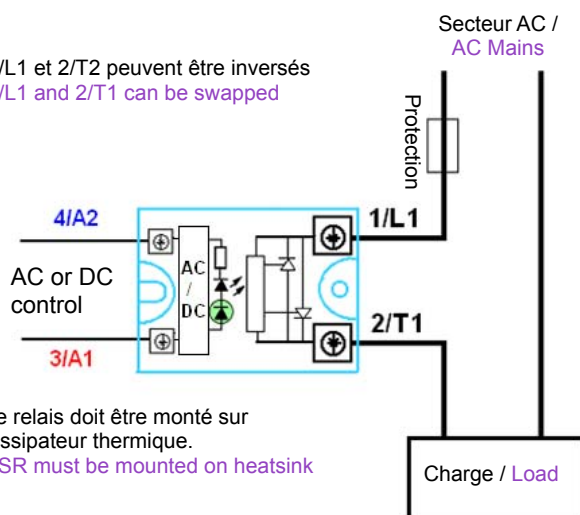 Secteur AC /
AC Mains
/L1 et 2/T2 peuvent être inversés
/L1 and 2/T1 can be swapped
Protection
4/A2
1/L1
AC or DC
control
AC
/
DC
2/T1
3/A1
e relais doit être monté sur
issipateur thermique.
SR must be mounted on heatsink
Charge / Load